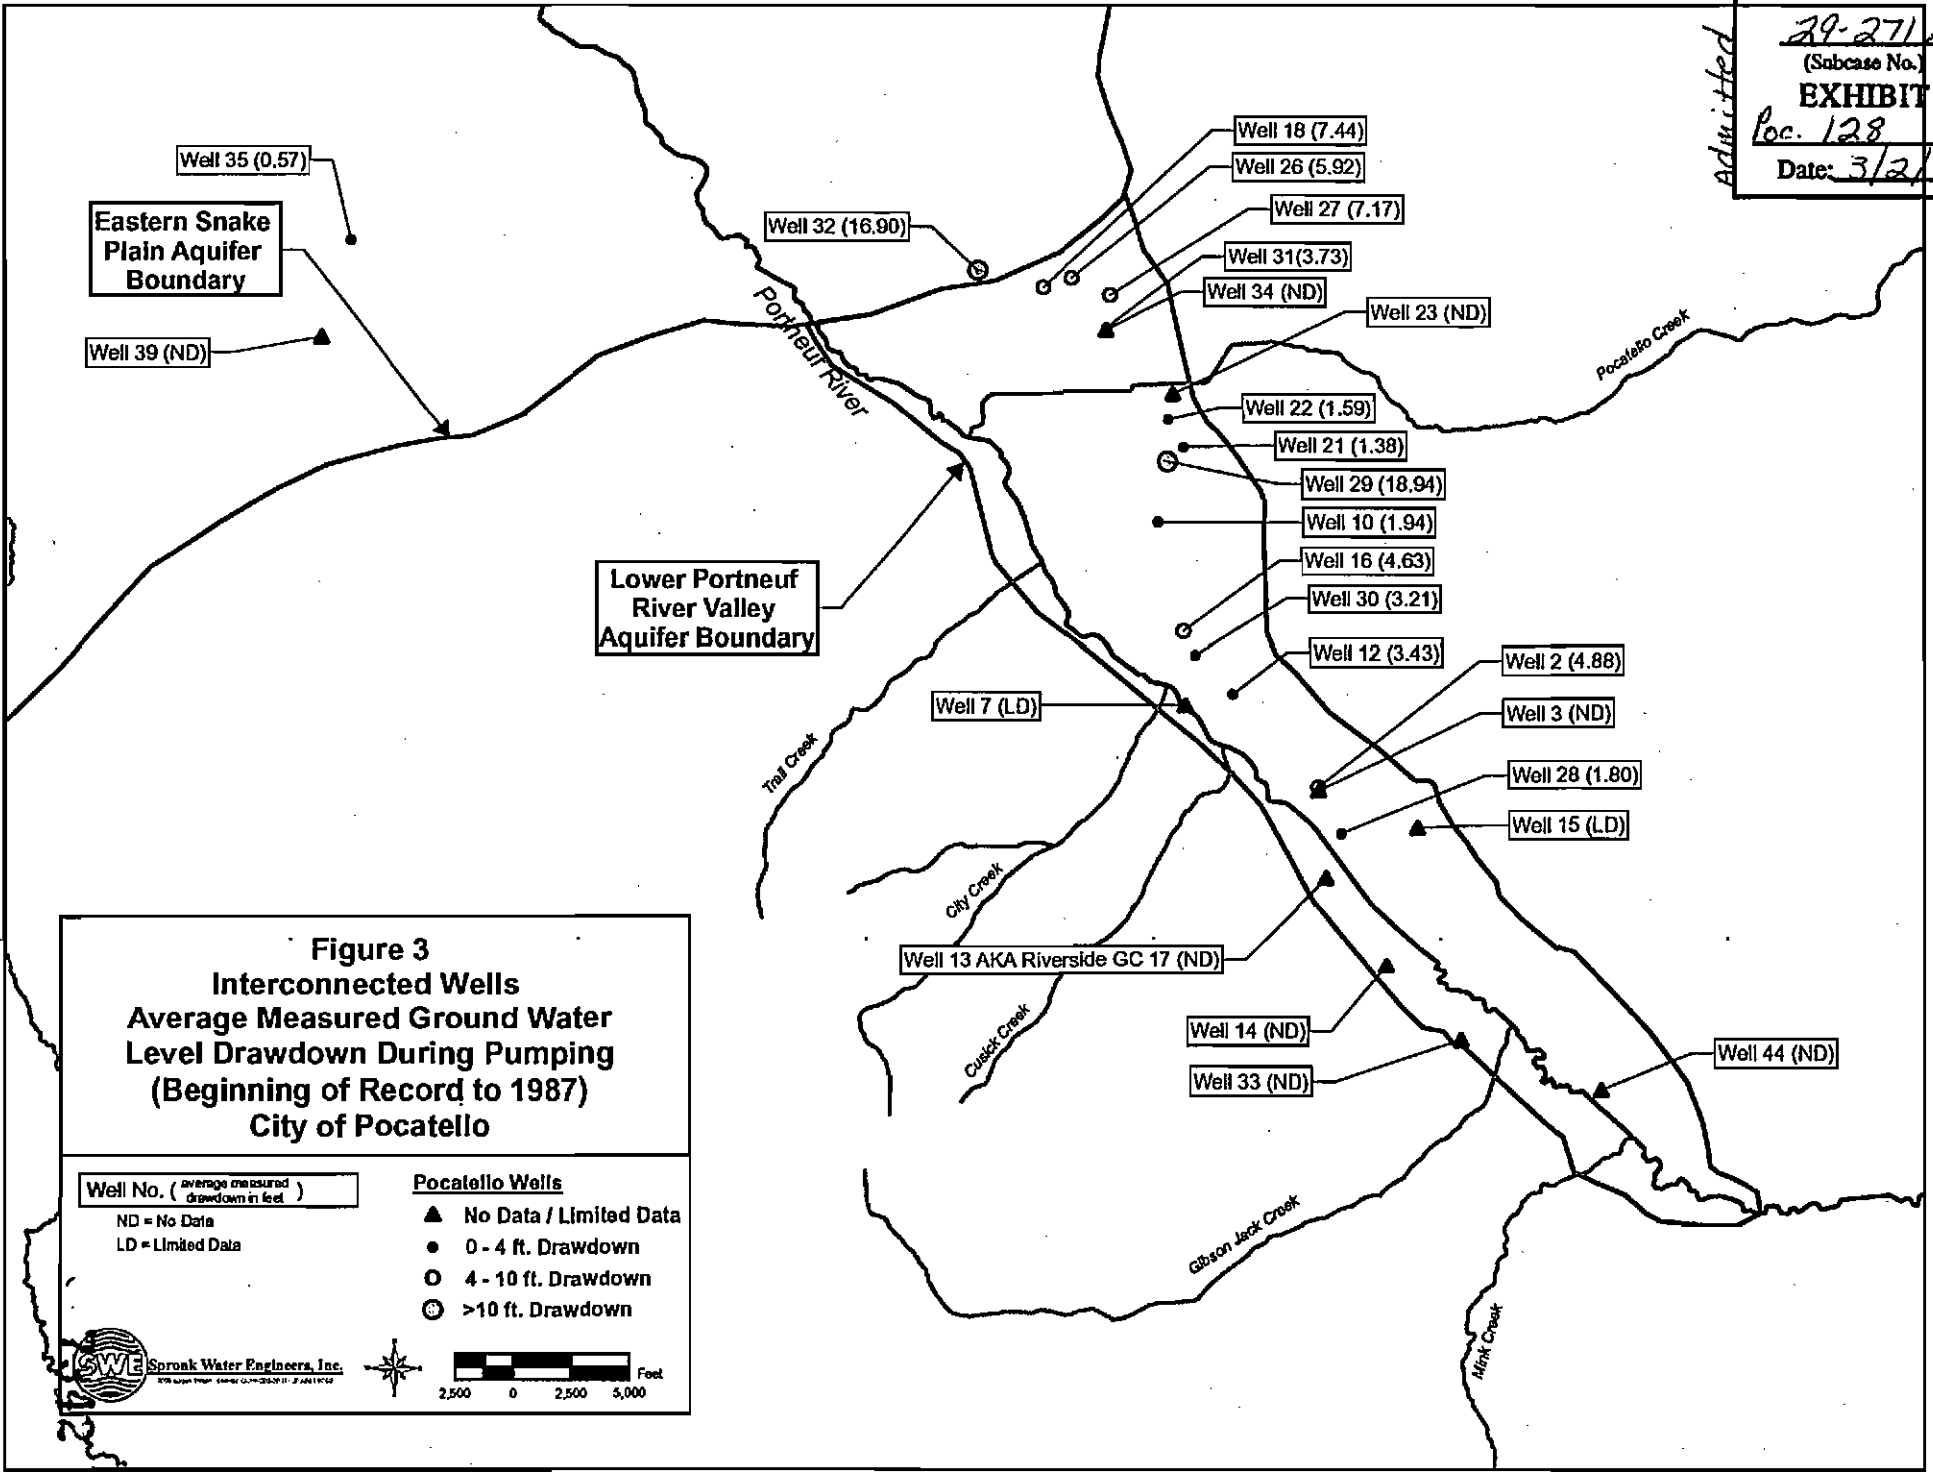 29-271
(Subcase No.)
EXHIBIT
Poc. 128
Date: 3/2/
Admitted
Well 18 (7.44)
Well 26 (5.92)
Well 35 (0.57)
Well 27 (7.17)
Eastern Snake
Plain Aquifer
Boundary
Well 32 (16.90)
Well 31(3.73)
Well 34 (ND)
Well 23 (ND)
Portneuf River
Pocatello Creek
Well 39 (ND)
Well 22 (1.59)
Well 21 (1.38)
Well 29 (18.94)
Well 10 (1.94)
Well 16 (4.63)
Lower Portneuf
River Valley
Aquifer Boundary
Well 30 (3.21)
Well 12 (3.43)
Well 2 (4.88)
Well 7 (LD)
Well 3 (ND)
Trail Creek
Well 28 (1.80)
Well 15 (LD)
City Creek
Well 13 AKA Riverside GC 17 (ND)
Cusick Creek
Well 14 (ND)
Well 44 (ND)
Well 33 (ND)
Gibson Jack Creek
Mink Creek
Figure 3
Interconnected Wells
Average Measured Ground Water
Level Drawdown During Pumping
(Beginning of Record to 1987)
City of Pocatello
Well No. ( average measured
drawdown in feet )
ND = No Data
LD = Limited Data
Pocatello Wells
No Data / Limited Data
0 - 4 ft. Drawdown
4 - 10 ft. Drawdown
>10 ft. Drawdown
SWE
Spronk Water Engineers, Inc.
Feet
2,500 0 2,500 5,000